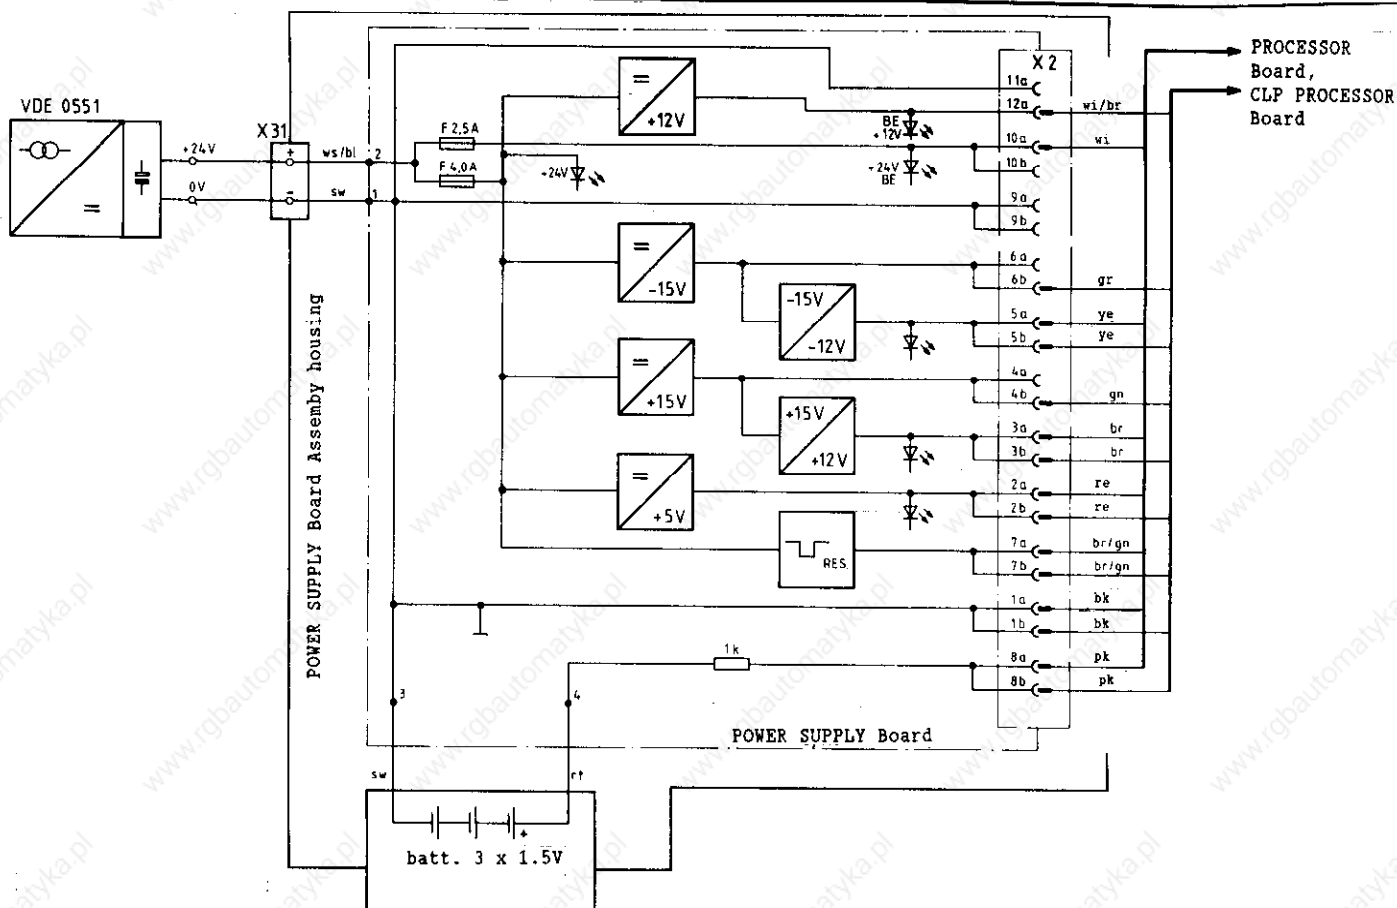 PROCESSOR
Board,
CLP PROCESSOR
Board
VDE 0551
+24V
0V
X31
+
-
ws/bl
sw
2
1
F 2,5A
F 4,0A
=
+12V
+24V
BE
+12V
+24V
BE
X2
11a
12a
wi/br
10a
wi
10b
9a
9b
=
-15V
6a
6b
gr
-15V
-12V
5a
ye
5b
ye
=
+15V
4a
4b
gn
+15V
+12V
3a
br
3b
br
=
+5V
2a
re
2b
re
RES.
7a
br/gn
7b
br/gn
1a
bk
1b
bk
1k
8a
pk
8b
pk
3
4
POWER SUPPLY Board Assemby housing
POWER SUPPLY Board
sw
rt
+
batt. 3 x 1.5V
www.rgbautomatyka.pl